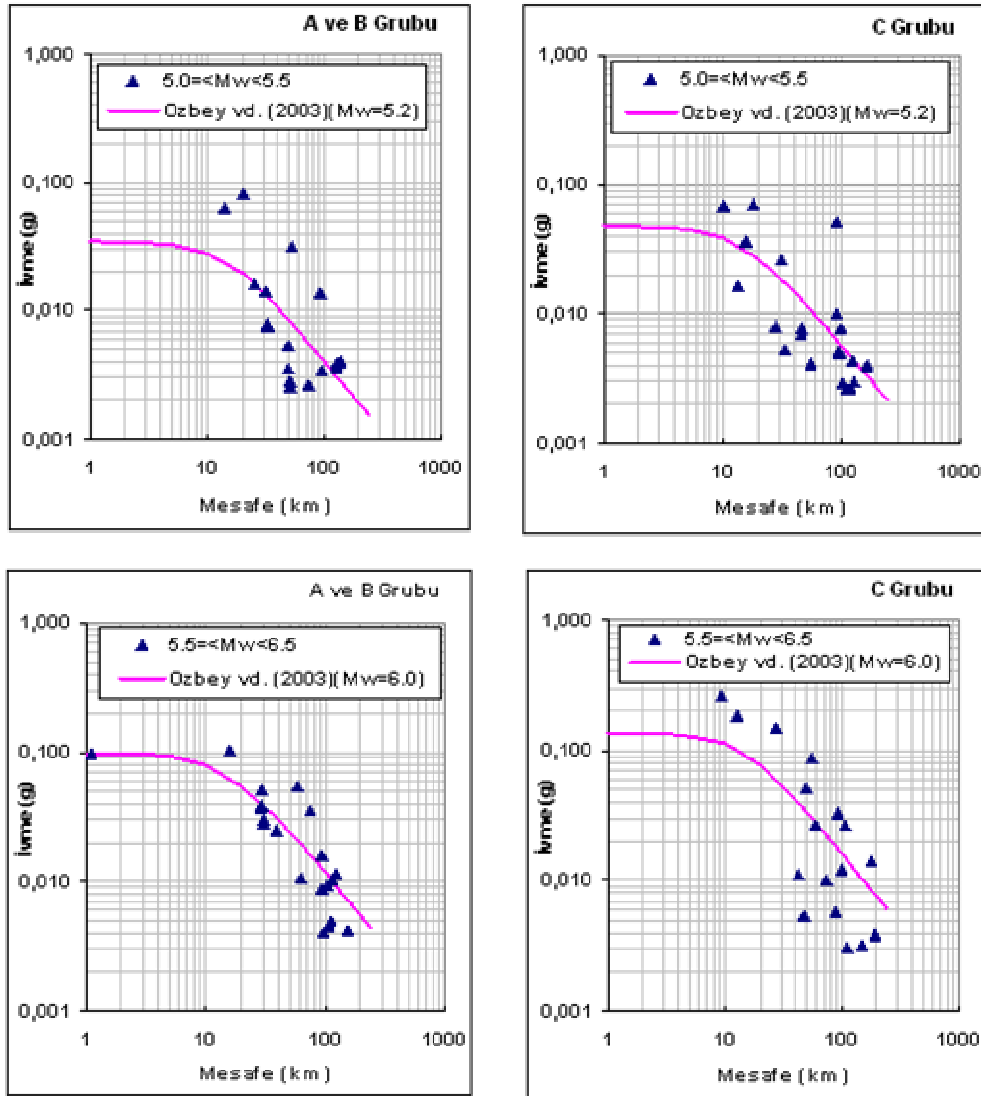 A ve B Grubu
1,000
5.0=<Mw<5.5
Ozbey vd. (2003)(Mw=5.2)
0,100
0,010
0,001
İvme(g)
1 10 100 1000
Mesafe (km)
C Grubu
1,000
5.0=<Mw<5.5
Ozbey vd. (2003)(Mw=5.2)
0,100
0,010
0,001
İvme(g)
1 10 100 1000
Mesafe (km)
A ve B Grubu
1,000
5.5=<Mw<6.5
Ozbey vd. (2003)(Mw=6.0)
0,100
0,010
0,001
İvme(g)
1 10 100 1000
Mesafe (km)
C Grubu
1,000
5.5=<Mw<6.5
Ozbey vd. (2003)(Mw=6.0)
0,100
0,010
0,001
İvme(g)
1 10 100 1000
Mesafe (km)